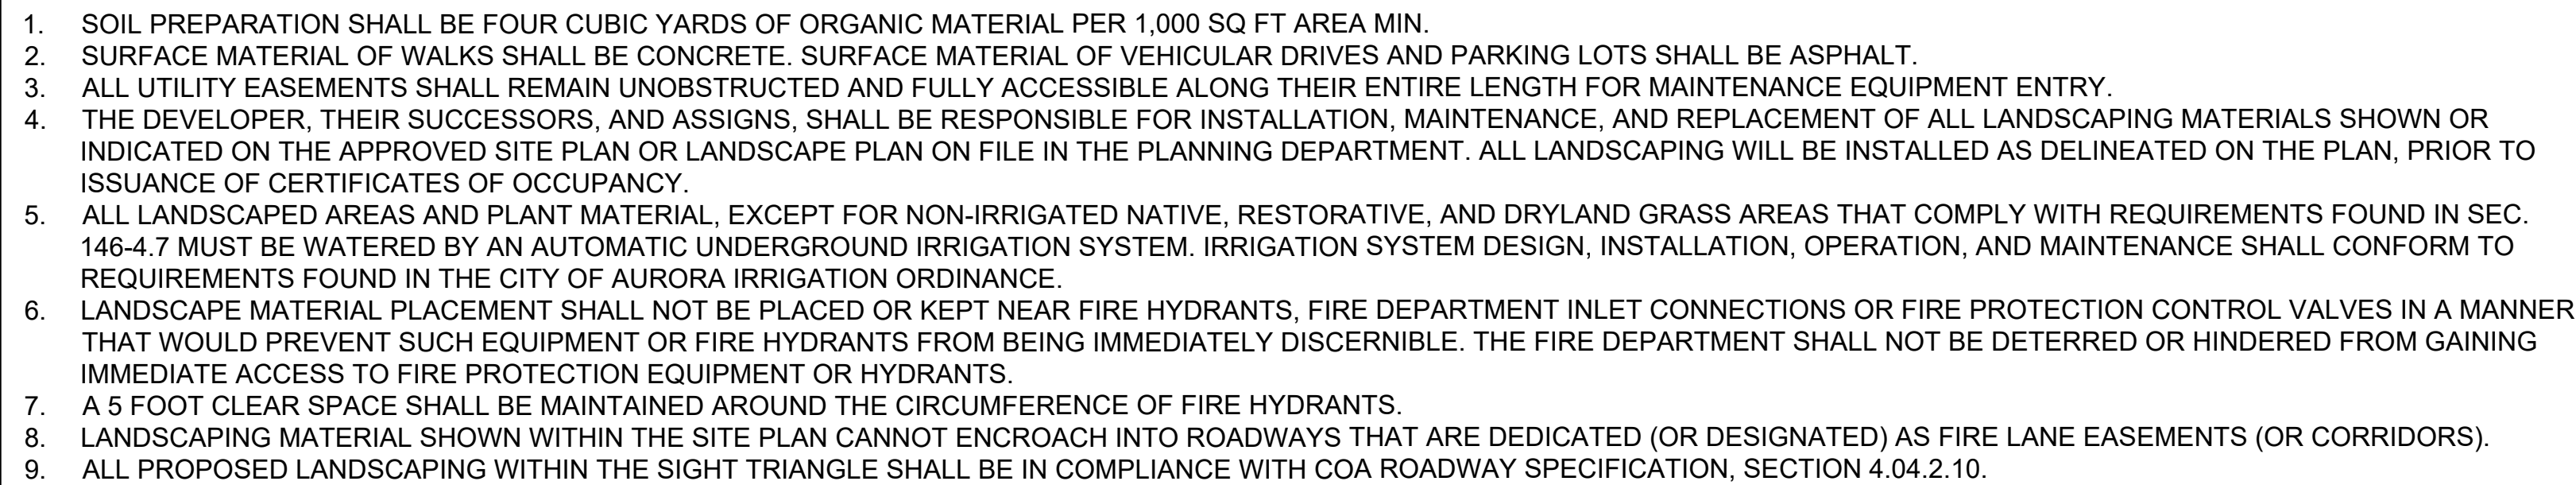 1. SOIL PREPARATION SHALL BE FOUR CUBIC YARDS OF ORGANIC MATERIAL PER 1,000 SQ FT AREA MIN.
2. SURFACE MATERIAL OF WALKS SHALL BE CONCRETE. SURFACE MATERIAL OF VEHICULAR DRIVES AND PARKING LOTS SHALL BE ASPHALT.
3. ALL UTILITY EASEMENTS SHALL REMAIN UNOBSTRUCTED AND FULLY ACCESSIBLE ALONG THEIR ENTIRE LENGTH FOR MAINTENANCE EQUIPMENT ENTRY.
4. THE DEVELOPER, THEIR SUCCESSORS, AND ASSIGNS, SHALL BE RESPONSIBLE FOR INSTALLATION, MAINTENANCE, AND REPLACEMENT OF ALL LANDSCAPING MATERIALS SHOWN OR
INDICATED ON THE APPROVED SITE PLAN OR LANDSCAPE PLAN ON FILE IN THE PLANNING DEPARTMENT. ALL LANDSCAPING WILL BE INSTALLED AS DELINEATED ON THE PLAN, PRIOR TO
ISSUANCE OF CERTIFICATES OF OCCUPANCY.
5. ALL LANDSCAPED AREAS AND PLANT MATERIAL, EXCEPT FOR NON-IRRIGATED NATIVE, RESTORATIVE, AND DRYLAND GRASS AREAS THAT COMPLY WITH REQUIREMENTS FOUND IN SEC.
146-4.7 MUST BE WATERED BY AN AUTOMATIC UNDERGROUND IRRIGATION SYSTEM. IRRIGATION SYSTEM DESIGN, INSTALLATION, OPERATION, AND MAINTENANCE SHALL CONFORM TO
REQUIREMENTS FOUND IN THE CITY OF AURORA IRRIGATION ORDINANCE.
6. LANDSCAPE MATERIAL PLACEMENT SHALL NOT BE PLACED OR KEPT NEAR FIRE HYDRANTS, FIRE DEPARTMENT INLET CONNECTIONS OR FIRE PROTECTION CONTROL VALVES IN A MANNER
THAT WOULD PREVENT SUCH EQUIPMENT OR FIRE HYDRANTS FROM BEING IMMEDIATELY DISCERNIBLE. THE FIRE DEPARTMENT SHALL NOT BE DETERRED OR HINDERED FROM GAINING
IMMEDIATE ACCESS TO FIRE PROTECTION EQUIPMENT OR HYDRANTS.
7. A 5 FOOT CLEAR SPACE SHALL BE MAINTAINED AROUND THE CIRCUMFERENCE OF FIRE HYDRANTS.
8. LANDSCAPING MATERIAL SHOWN WITHIN THE SITE PLAN CANNOT ENCROACH INTO ROADWAYS THAT ARE DEDICATED (OR DESIGNATED) AS FIRE LANE EASEMENTS (OR CORRIDORS).
9. ALL PROPOSED LANDSCAPING WITHIN THE SIGHT TRIANGLE SHALL BE IN COMPLIANCE WITH COA ROADWAY SPECIFICATION, SECTION 4.04.2.10.